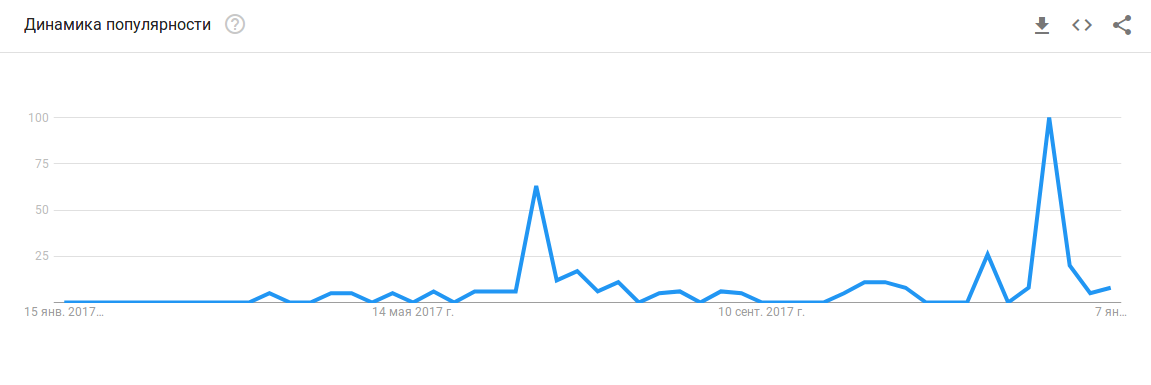 Динамика популярности ?
100
75
50
25
15 янв. 2017…
14 мая 2017 г.
10 сент. 2017 г.
7 ян…